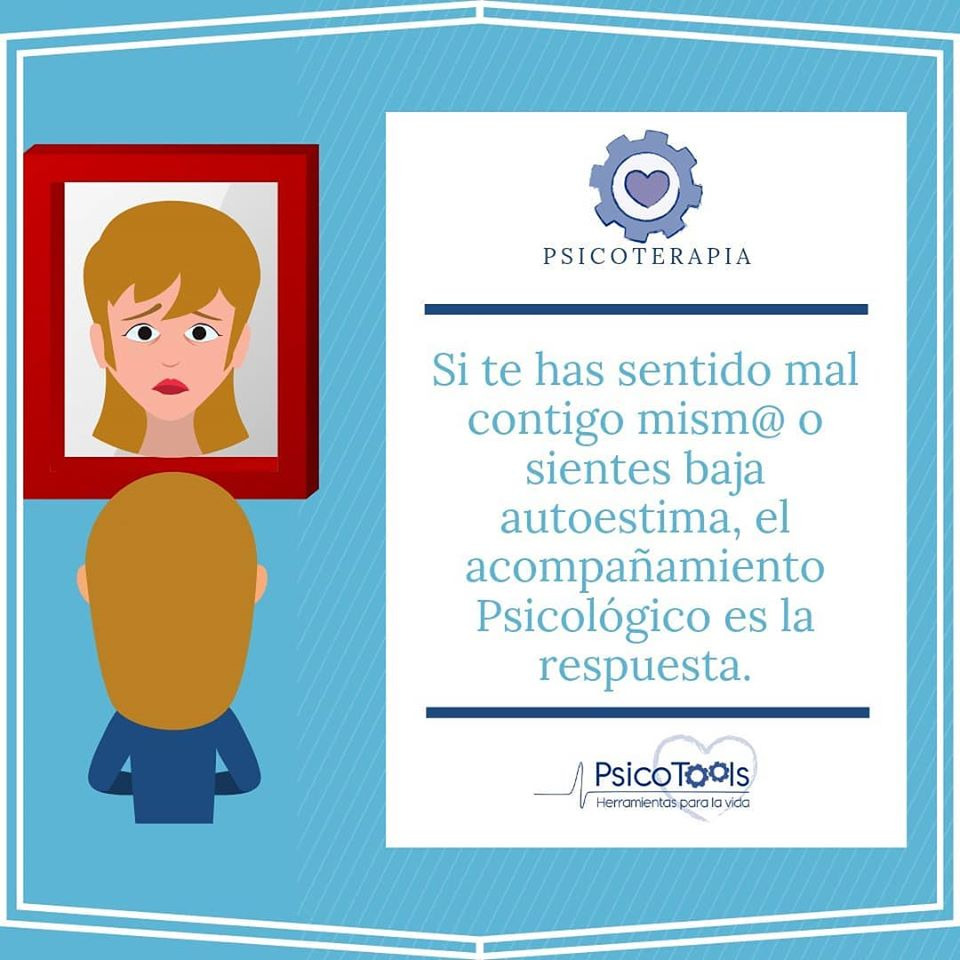 PSICOTERAPIA
Si te has sentido mal
contigo mism@ o
sientes baja
autoestima, el
acompañamiento
Psicológico es la
respuesta.
PsicoTools
Herramientas para la vida